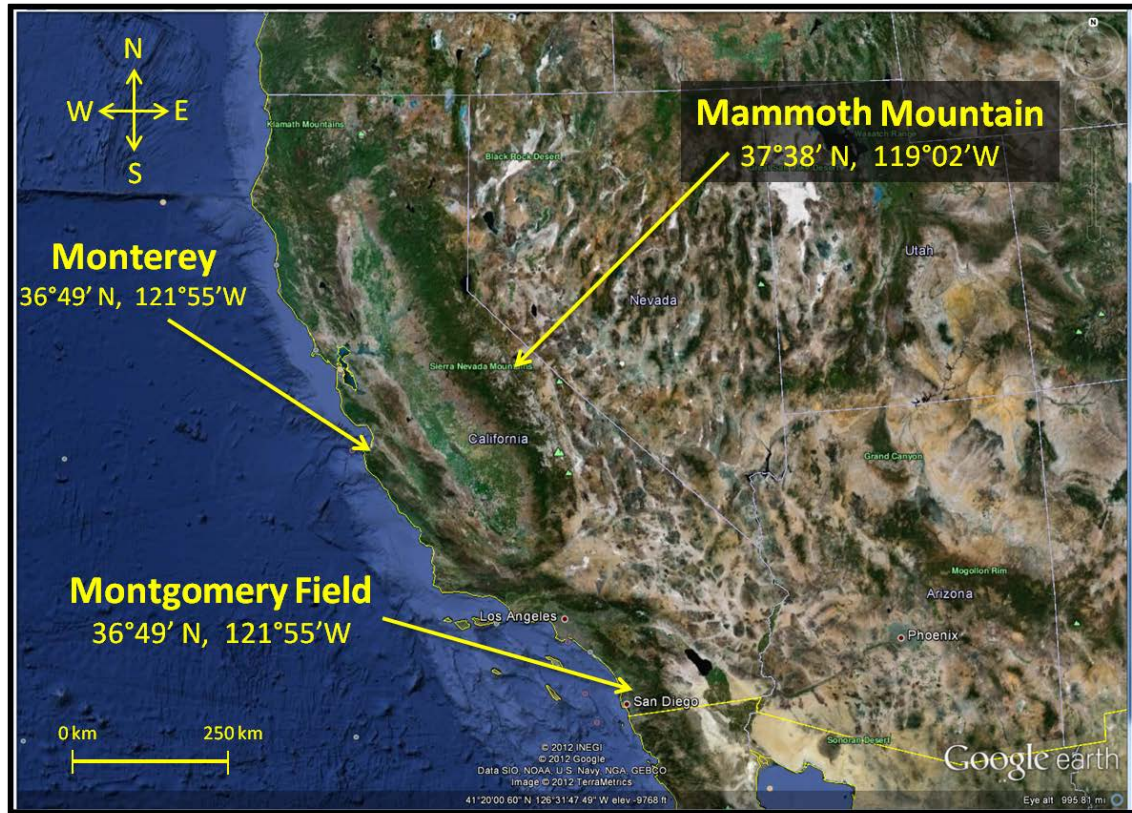 N
N
W E
S
Klamath Mountains
Mammoth Mountain
37°38’ N, 119°02’W
Wasatch Range
Black Rock Desert
Monterey
36°49’ N, 121°55’W
Utah
Nevada
Sierra Nevada Mountains
California
Grand Canyon
Mogollon Rim
Montgomery Field
36°49’ N, 121°55’W
Los Angeles
Arizona
Phoenix
San Diego
0 km 250 km
Sonoran Desert
© 2012 INEGI
© 2012 Google
Data SIO, NOAA, U.S. Navy, NGA, GEBCO
Image © 2012 TerraMetrics
Google earth
41°20'00.60" N 126°31'47.49" W elev -9768 ft
Eye alt 995.81 mi